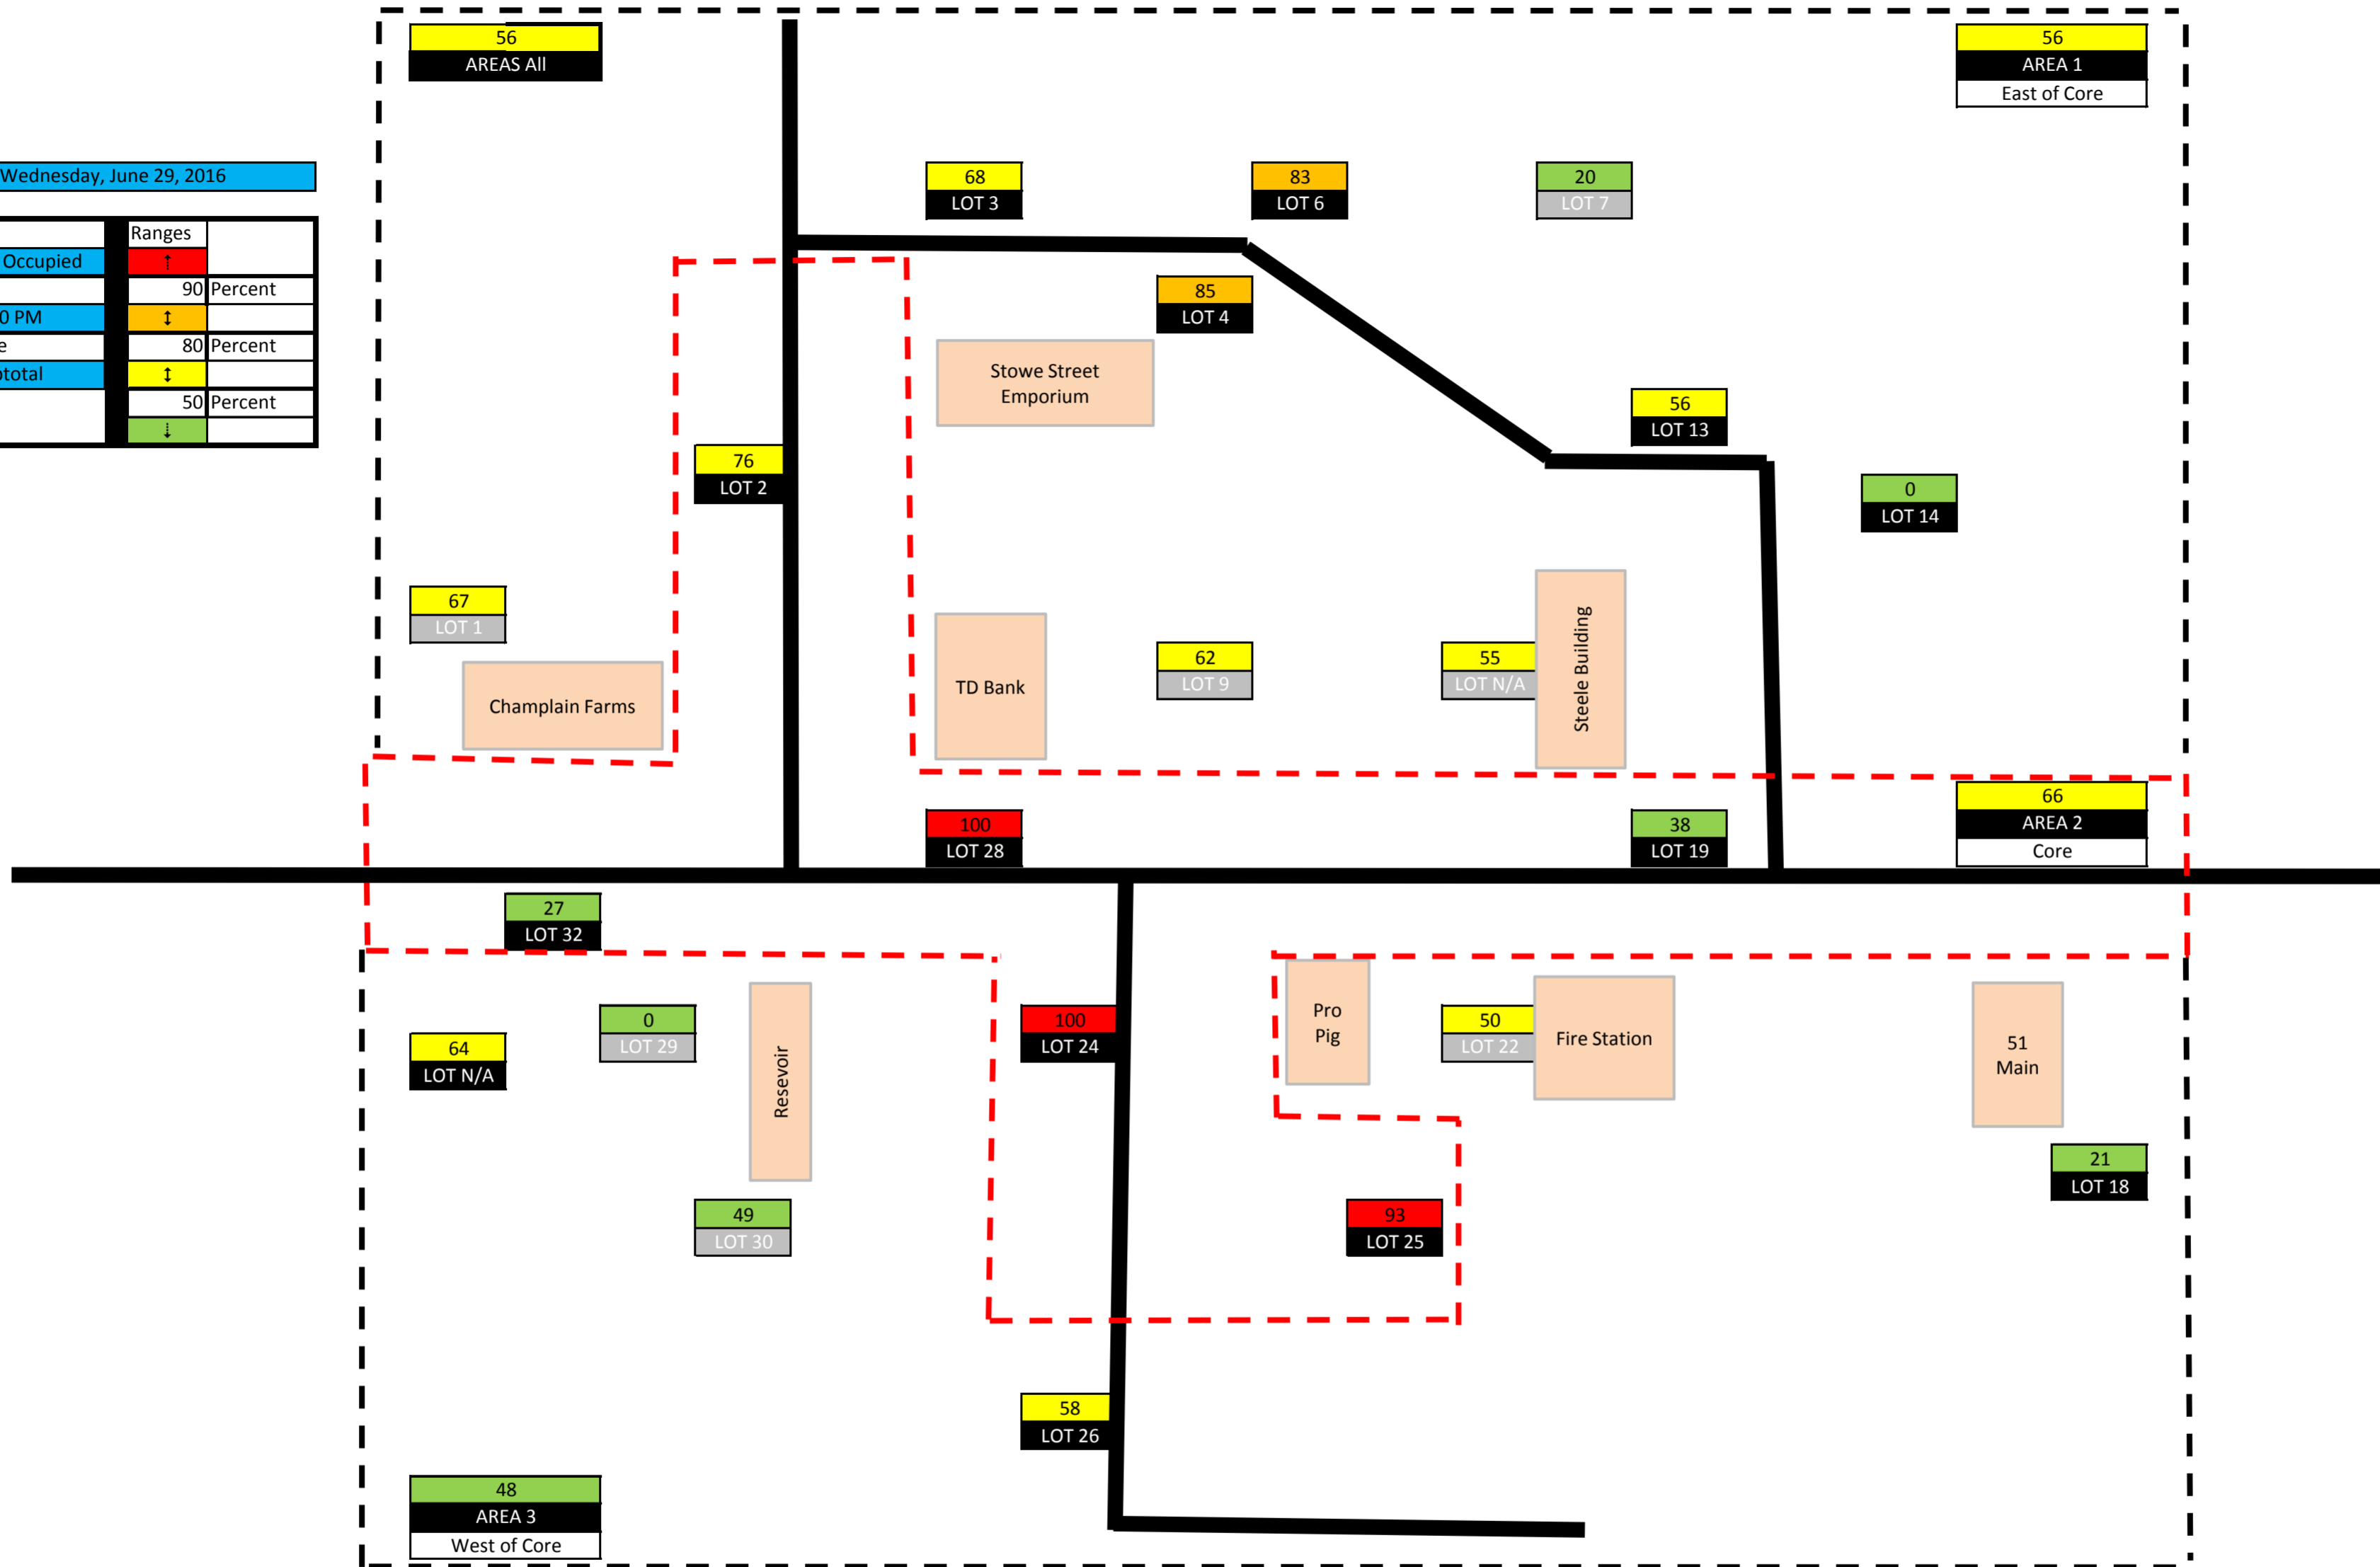 56
AREAS All
56
AREA 1
East of Core
Wednesday, June 29, 2016
Ranges
Occupied
90 Percent
0 PM
80 Percent
50 Percent
68
LOT 3
83
LOT 6
20
LOT 7
85
LOT 4
Stowe Street
Emporium
56
LOT 13
76
LOT 2
0
LOT 14
67
LOT 1
Champlain Farms
TD Bank
62
LOT 9
55
LOT N/A
Steele Building
66
AREA 2
Core
100
LOT 28
38
LOT 19
27
LOT 32
64
LOT N/A
0
LOT 29
Resevoir
100
LOT 24
Pro
Pig
50
LOT 22
Fire Station
51
Main
21
LOT 18
49
LOT 30
93
LOT 25
58
LOT 26
48
AREA 3
West of Core